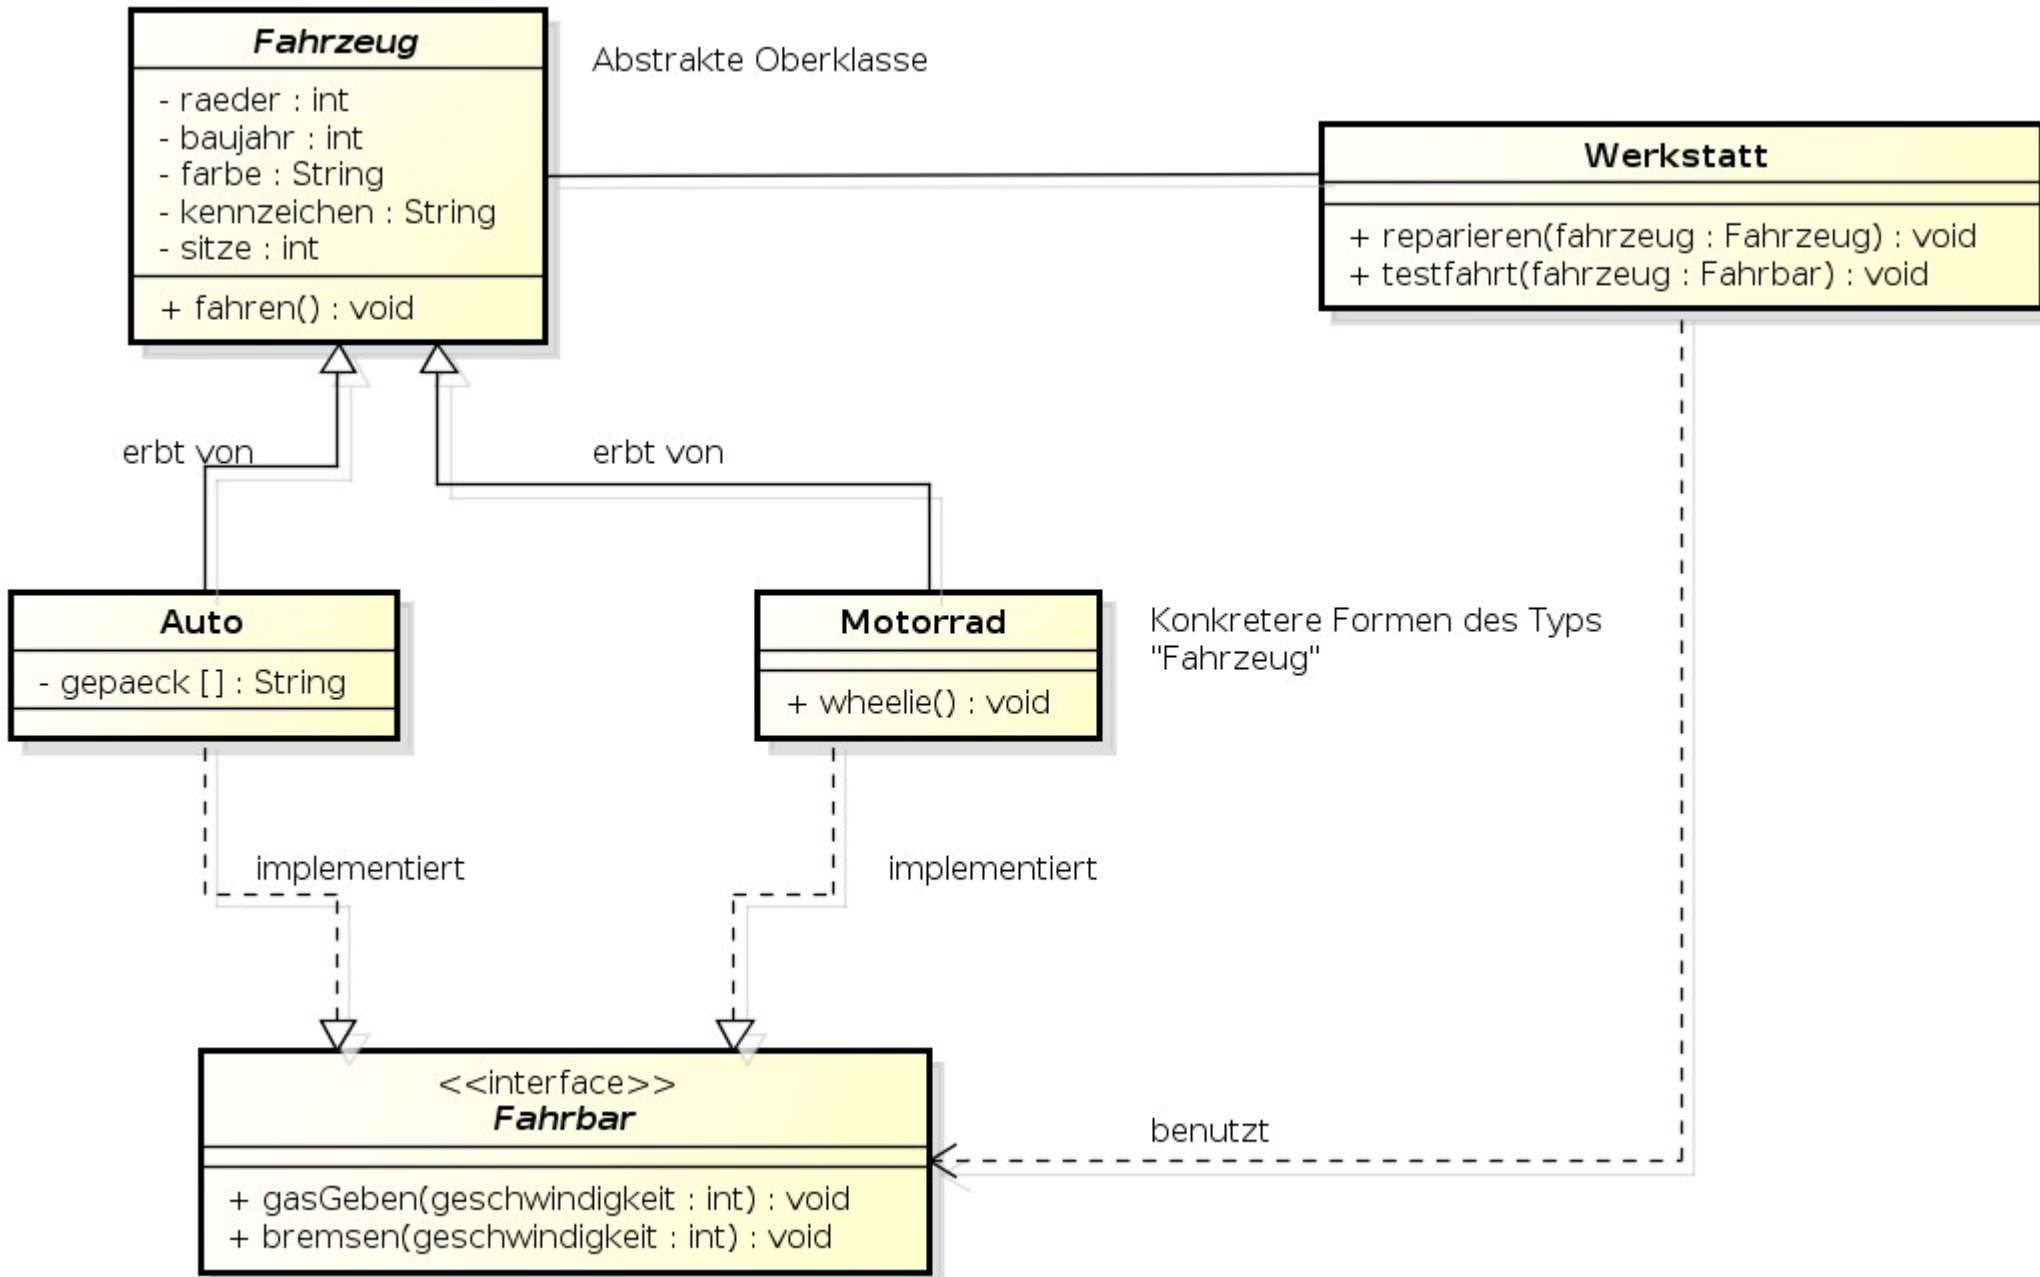 Fahrzeug
- raeder : int
- baujahr : int
- farbe : String
- kennzeichen : String
- sitze : int
+ fahren() : void
Abstrakte Oberklasse
Werkstatt
+ reparieren(fahrzeug : Fahrzeug) : void
+ testfahrt(fahrzeug : Fahrbar) : void
erbt von
erbt von
Auto
- gepaeck [] : String
Motorrad
+ wheelie() : void
Konkretere Formen des Typs
"Fahrzeug"
implementiert
implementiert
<<interface>>
Fahrbar
+ gasGeben(geschwindigkeit : int) : void
+ bremsen(geschwindigkeit : int) : void
benutzt